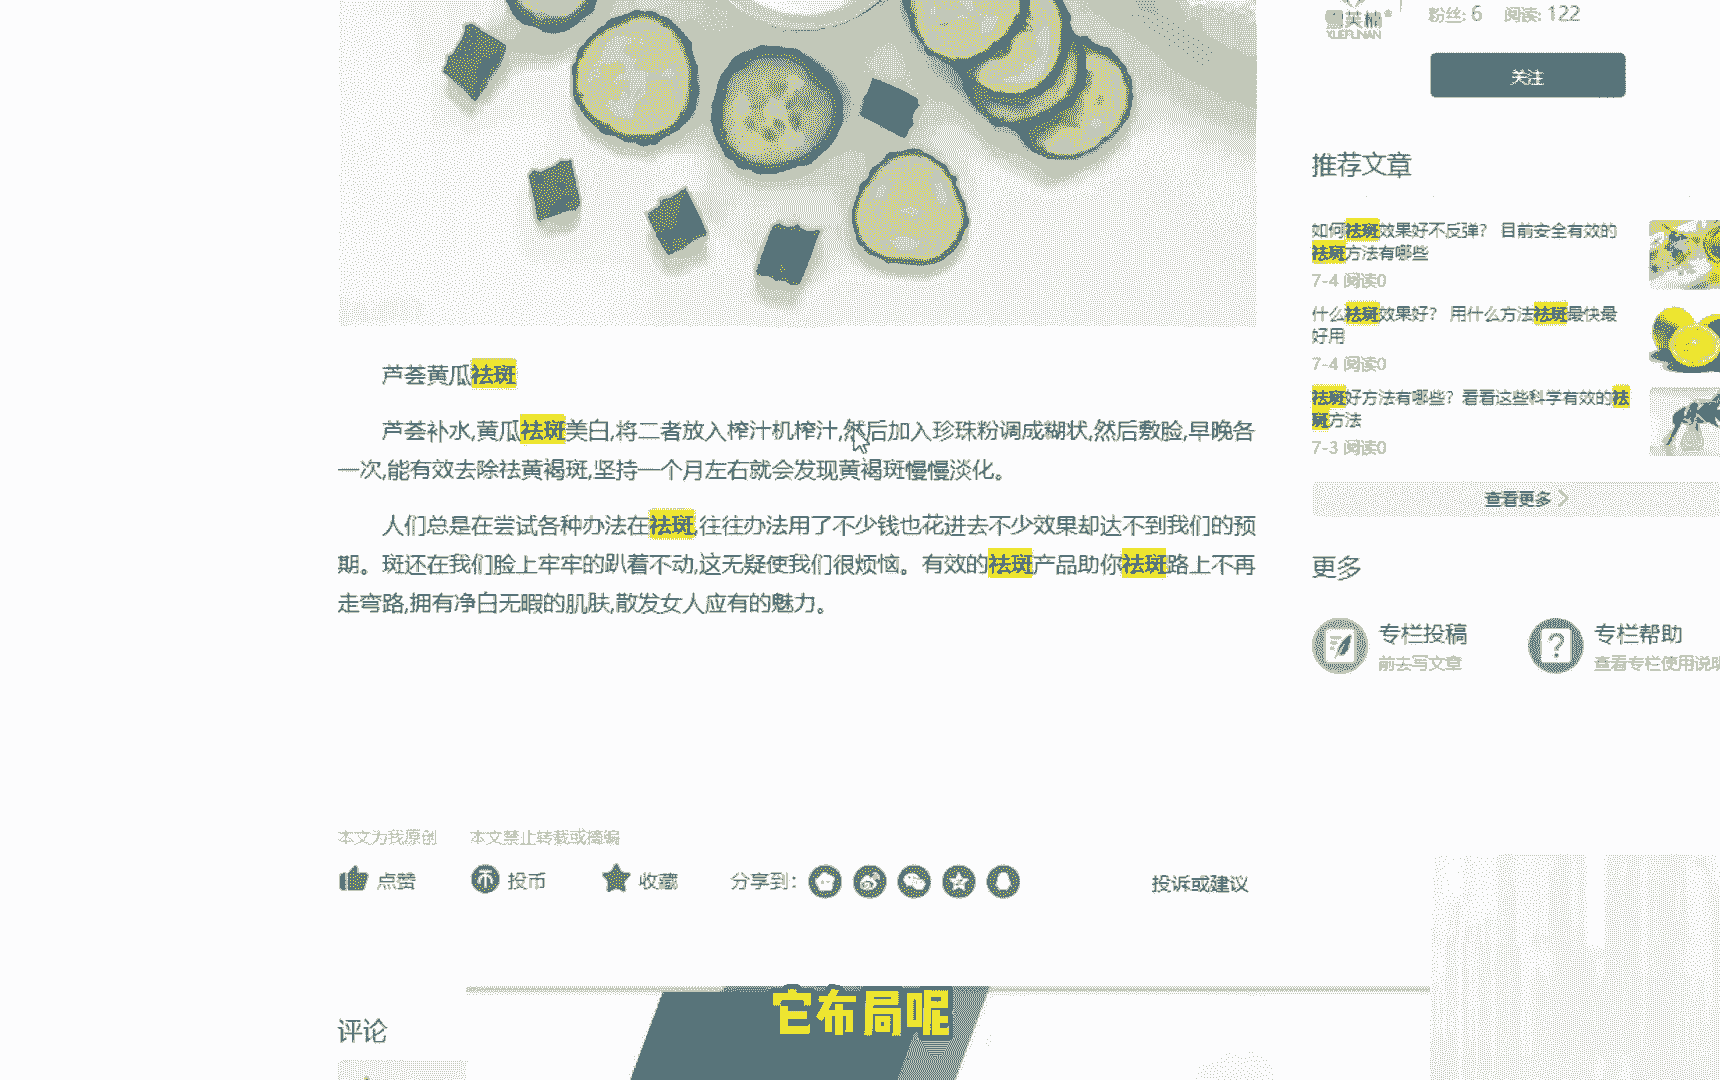 芦荟黄瓜祛斑
芦荟补水,黄瓜祛斑美白,将二者放入榨汁机榨汁,然后加入珍珠粉调成糊状,然后敷脸,早晚各
一次,能有效去除祛黄褐斑,坚持一个月左右就会发现黄褐斑慢慢淡化。
人们总是在尝试各种办法在祛斑,往往办法用了不少钱也花进去不少效果却达不到我们的预
期。斑还在我们脸上牢牢的趴着不动,这无疑使我们很烦恼。有效的祛斑产品助你祛斑路上不再
走弯路,拥有净白无暇的肌肤,散发女人应有的魅力。
本文为我原创 本文禁止转载或摘编
点赞 投币 收藏 分享到： 投诉或建议
评论
它布局呢
XUEFUNAN
粉丝: 6 阅读: 122
关注
推荐文章
如何祛斑效果好不反弹？ 目前安全有效的
祛斑方法有哪些
7-4 阅读0
什么祛斑效果好？ 用什么方法祛斑最快最
好用
7-4 阅读0
祛斑好方法有哪些？看看这些科学有效的祛
斑方法
7-3 阅读0
查看更多
更多
专栏投稿
前去写文章
专栏帮助
查看专栏使用说明